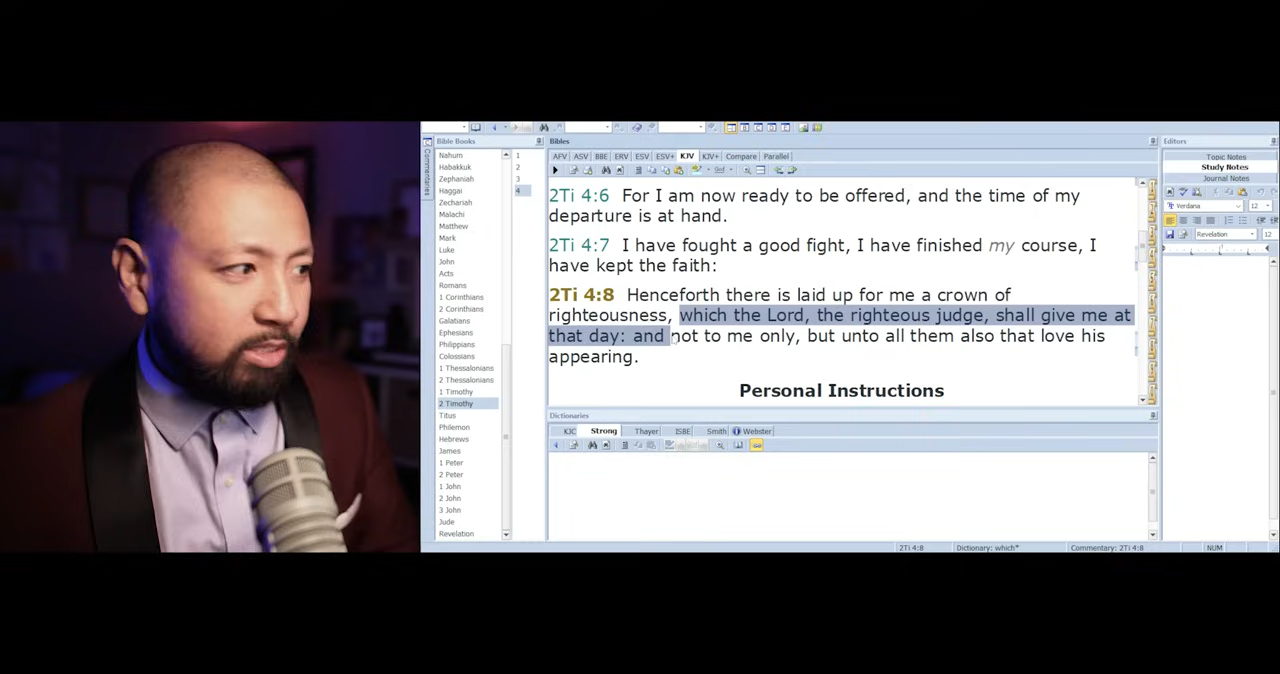 Bible Books
Bibles
Editors
Commentaries
Nahum
Habakkuk
Zephaniah
Haggai
Zechariah
Malachi
Matthew
Mark
Luke
John
Acts
Romans
1 Corinthians
2 Corinthians
Galatians
Ephesians
Philippians
Colossians
1 Thessalonians
2 Thessalonians
1 Timothy
2 Timothy
Titus
Philemon
Hebrews
James
1 Peter
2 Peter
1 John
2 John
3 John
Jude
Revelation
1
2
3
4
AFV ASV BBE ERV ESV ESV+ KJV KJV+ Compare Parallel
2Ti 4:6 For I am now ready to be offered, and the time of my
departure is at hand.
2Ti 4:7 I have fought a good fight, I have finished my course, I
have kept the faith:
2Ti 4:8 Henceforth there is laid up for me a crown of
righteousness, which the Lord, the righteous judge, shall give me at
that day: and not to me only, but unto all them also that love his
appearing.
Personal Instructions
Dictionaries
KJC Strong Thayer ISBE Smith Webster
Topic Notes
Study Notes
Journal Notes
Verdana 12
Revelation 12
2Ti 4:8 Dictionary: which* Commentary: 2Ti 4:8 NUM